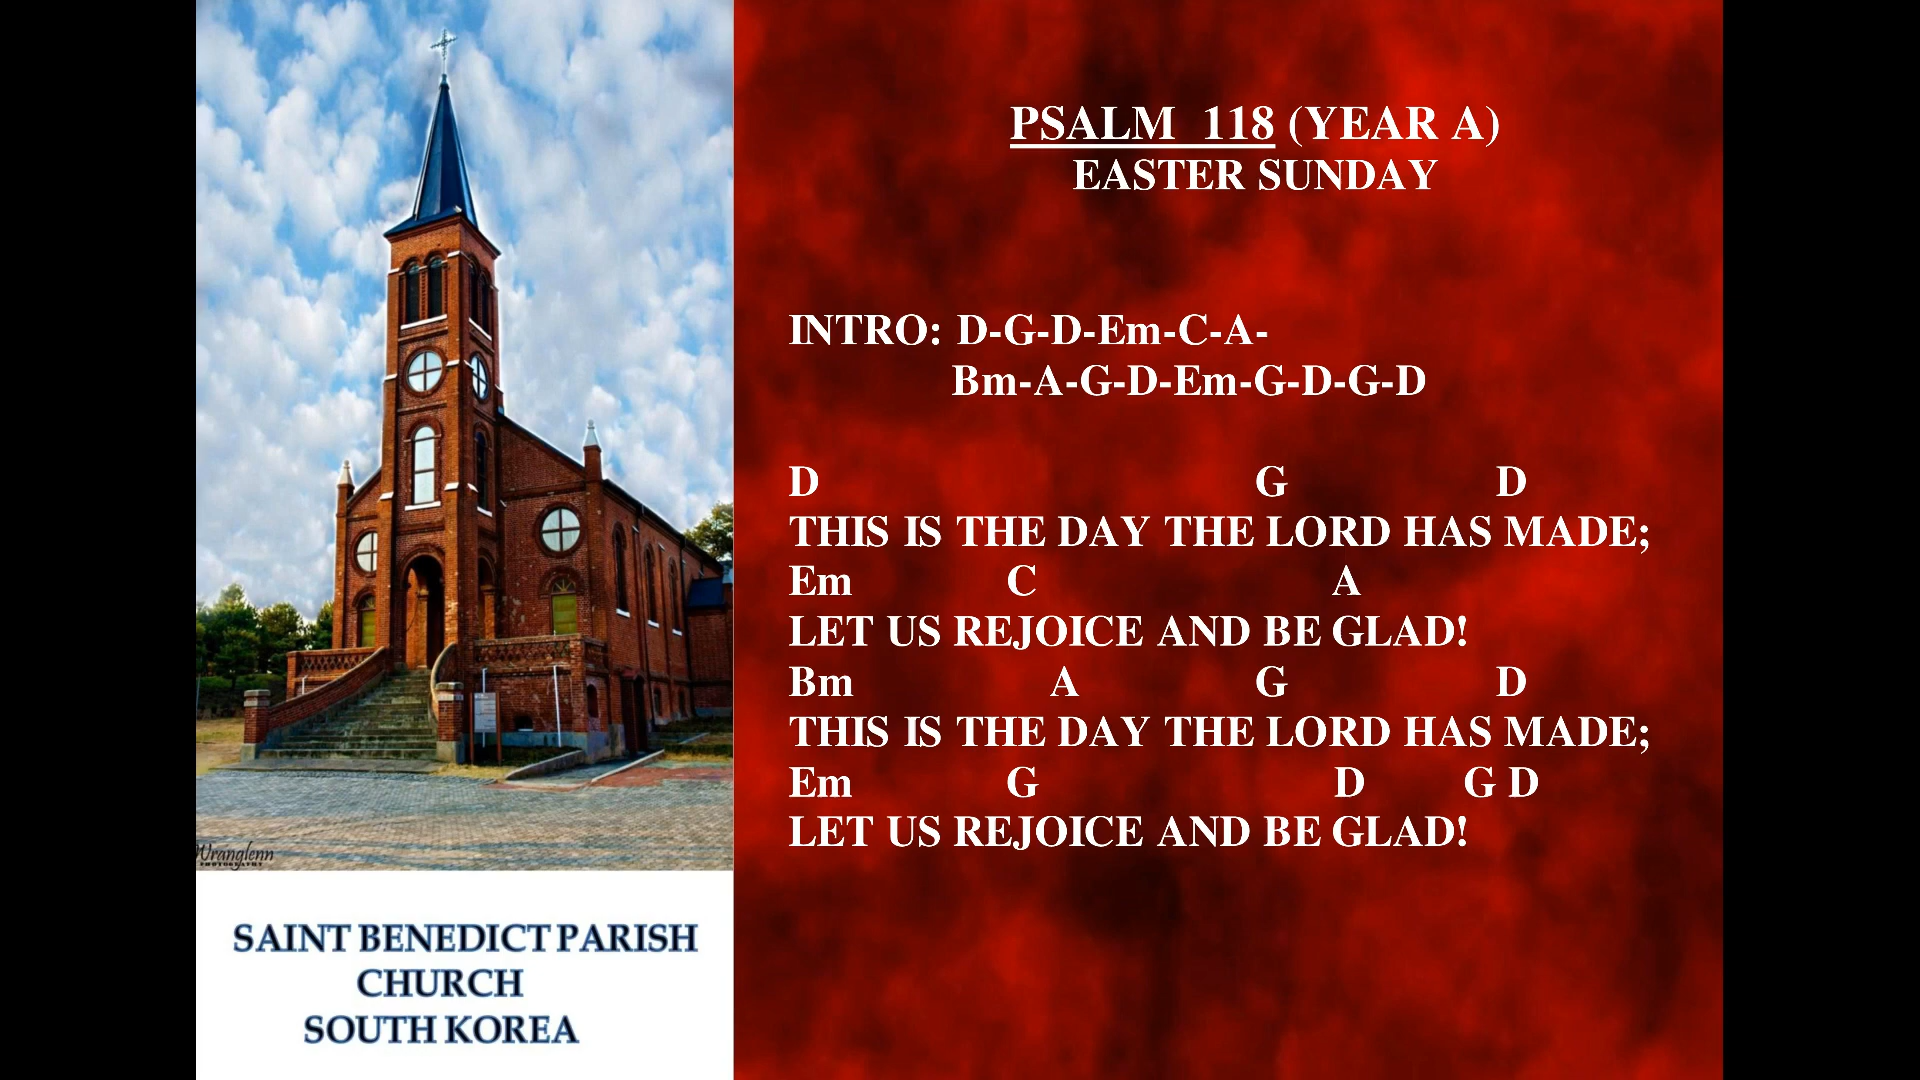 PSALM  118 (YEAR A)
EASTER SUNDAY
INTRO: D-G-D-Em-C-A-
Bm-A-G-D-Em-G-D-G-D
D G D
THIS IS THE DAY THE LORD HAS MADE;
Em C A
LET US REJOICE AND BE GLAD!
Bm A G D
THIS IS THE DAY THE LORD HAS MADE;
Em G D G D
LET US REJOICE AND BE GLAD!
Wranglenn
PHOTOGRAPHY
SAINT BENEDICT PARISH
CHURCH
SOUTH KOREA